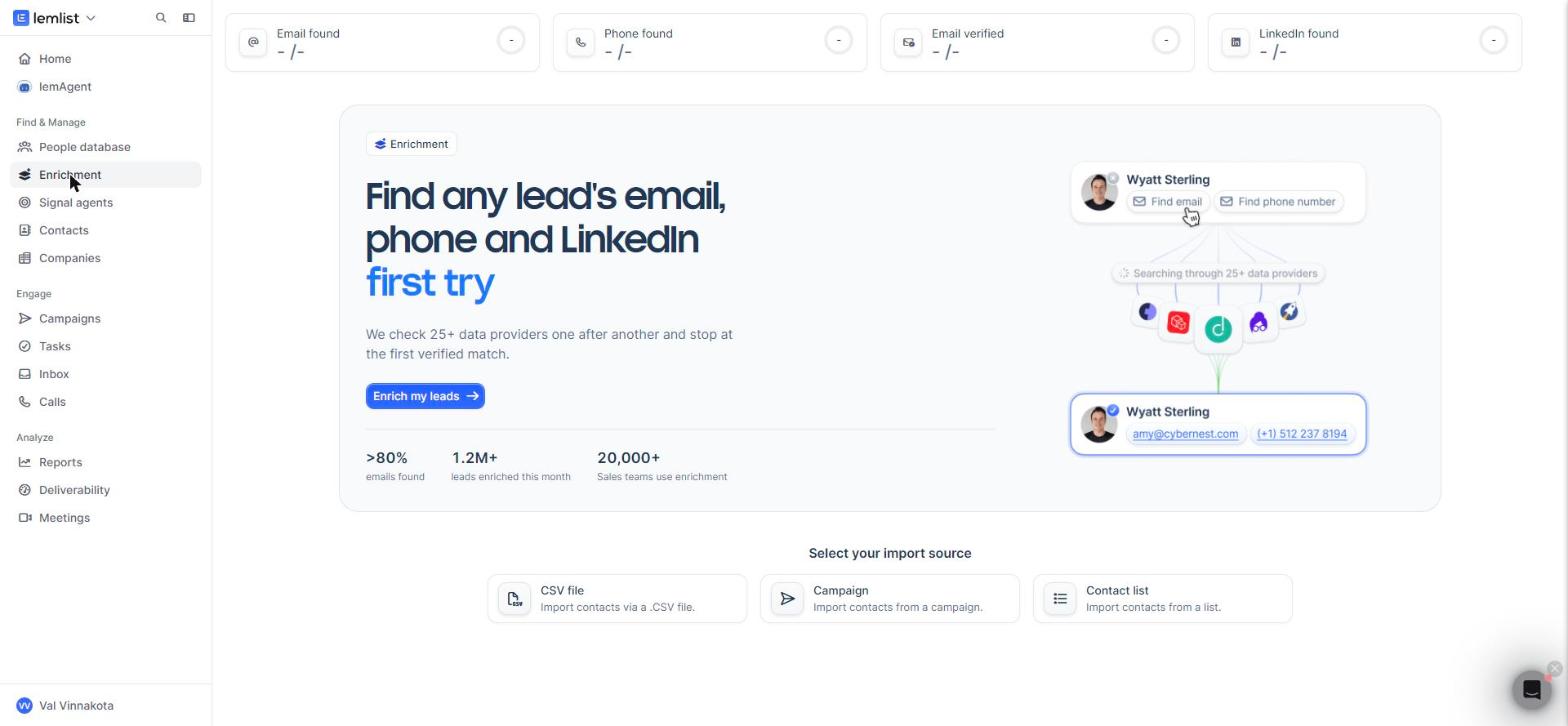 lemlist
Home
lemAgent
Find & Manage
People database
Enrichment
Signal agents
Contacts
Companies
Engage
Campaigns
Tasks
Inbox
Calls
Analyze
Reports
Deliverability
Meetings
VV Val Vinnakota
Email found
- /-
-
Phone found
- /-
-
Email verified
- /-
-
LinkedIn found
- /-
-
Enrichment
Find any lead's email,
phone and LinkedIn
first try
We check 25+ data providers one after another and stop at
the first verified match.
Enrich my leads →
>80%
emails found
1.2M+
leads enriched this month
20,000+
Sales teams use enrichment
Wyatt Sterling
Find email
Find phone number
Searching through 25+ data providers
Wyatt Sterling
amy@cybernest.com
(+1) 512 237 8194
Select your import source
CSV file
Import contacts via a .CSV file.
Campaign
Import contacts from a campaign.
Contact list
Import contacts from a list.